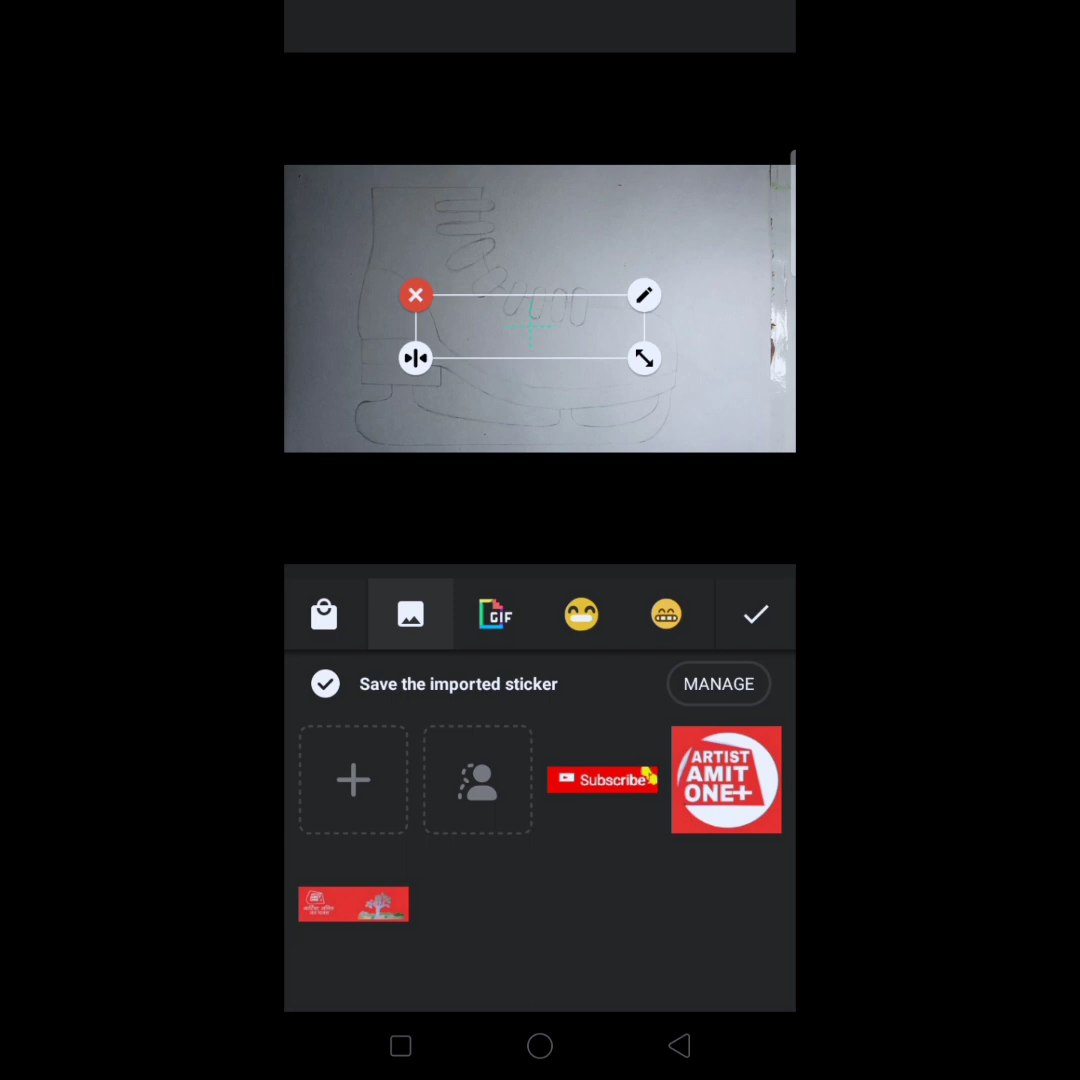 GIF
Save the imported sticker
MANAGE
Subscribe
ARTIST
AMIT
ONE+